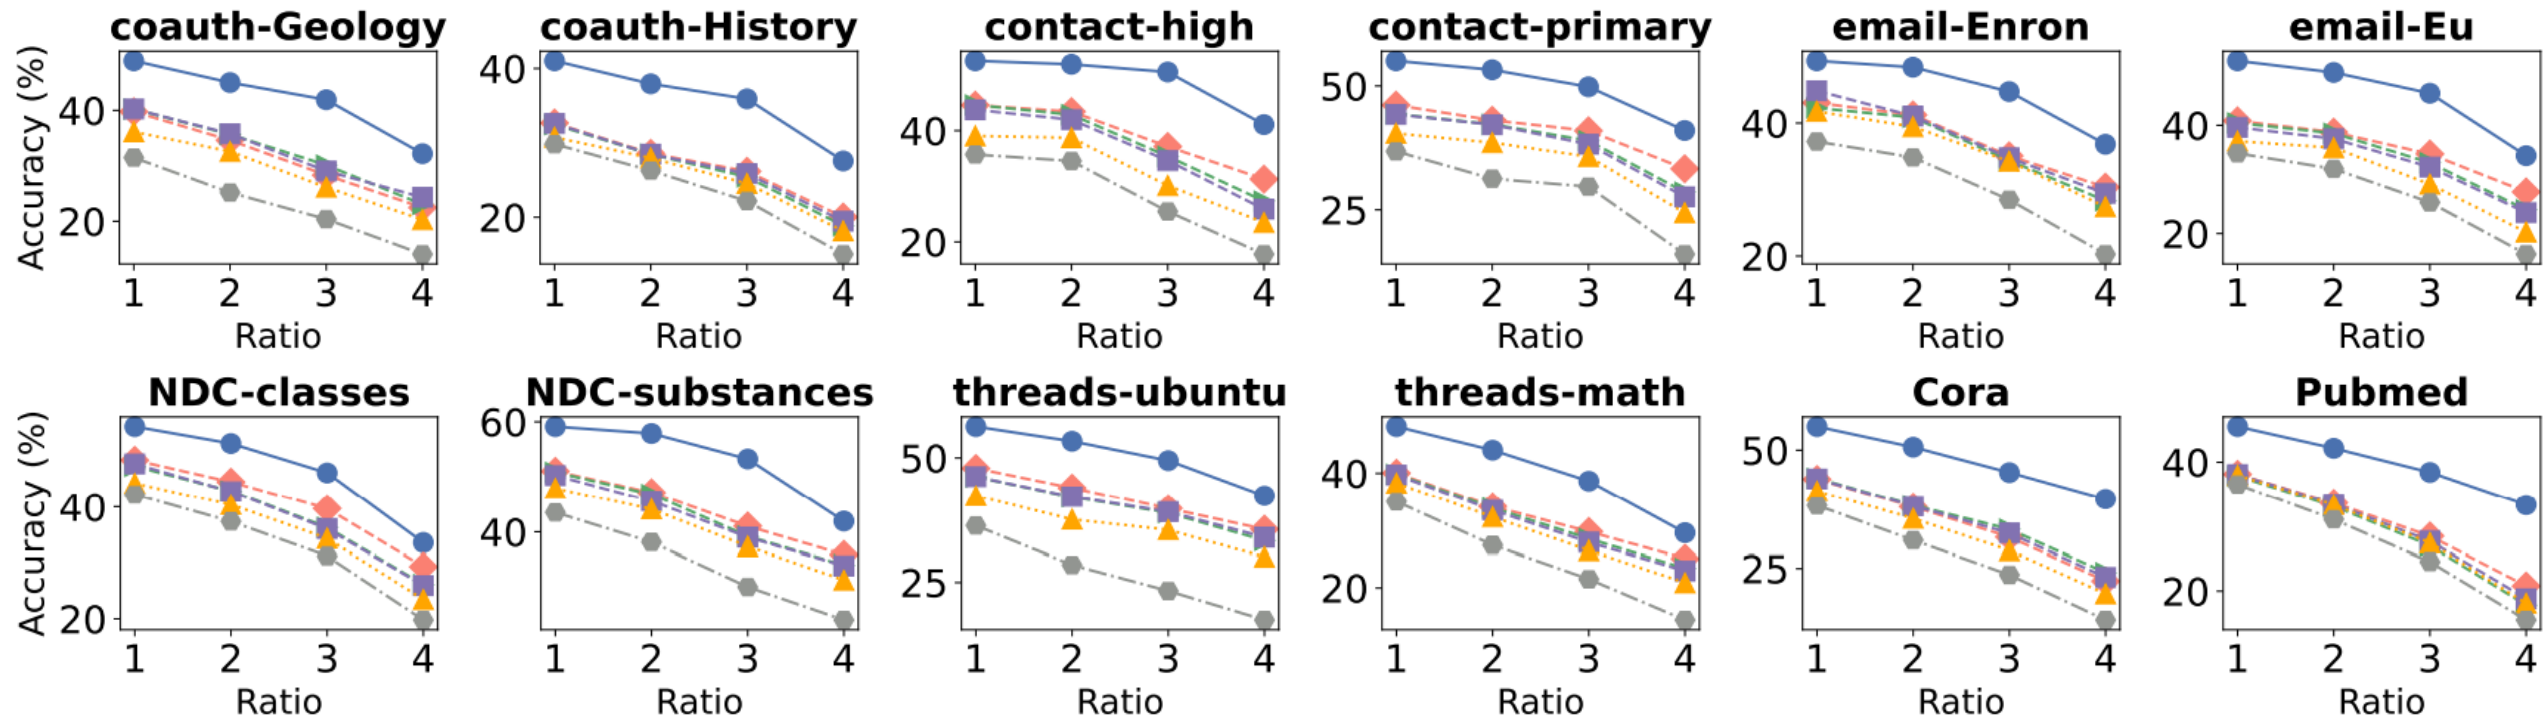 coauth-Geology coauth-History contact-high contact-primary email-Enron email-Eu
Accuracy (%)
40 20
40 20
40 20
50 25
40 20
40 20
1 2 3 4 1 2 3 4 1 2 3 4 1 2 3 4 1 2 3 4 1 2 3 4
Ratio Ratio Ratio Ratio Ratio Ratio
NDC-classes NDC-substances threads-ubuntu threads-math Cora Pubmed
Accuracy (%)
40 20
60 40
50 25
40 20
50 25
40 20
1 2 3 4 1 2 3 4 1 2 3 4 1 2 3 4 1 2 3 4 1 2 3 4
Ratio Ratio Ratio Ratio Ratio Ratio